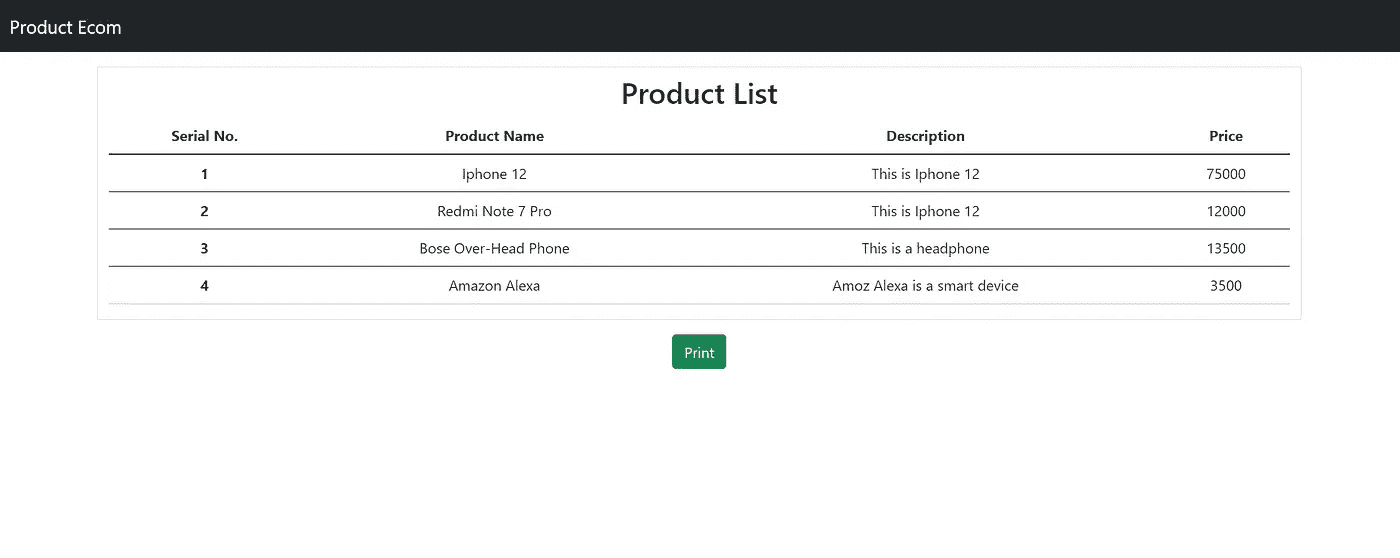 Product Ecom
Product List
Serial No. Product Name Description Price
1 Iphone 12 This is Iphone 12 75000
2 Redmi Note 7 Pro This is Iphone 12 12000
3 Bose Over-Head Phone This is a headphone 13500
4 Amazon Alexa Amoz Alexa is a smart device 3500
Print